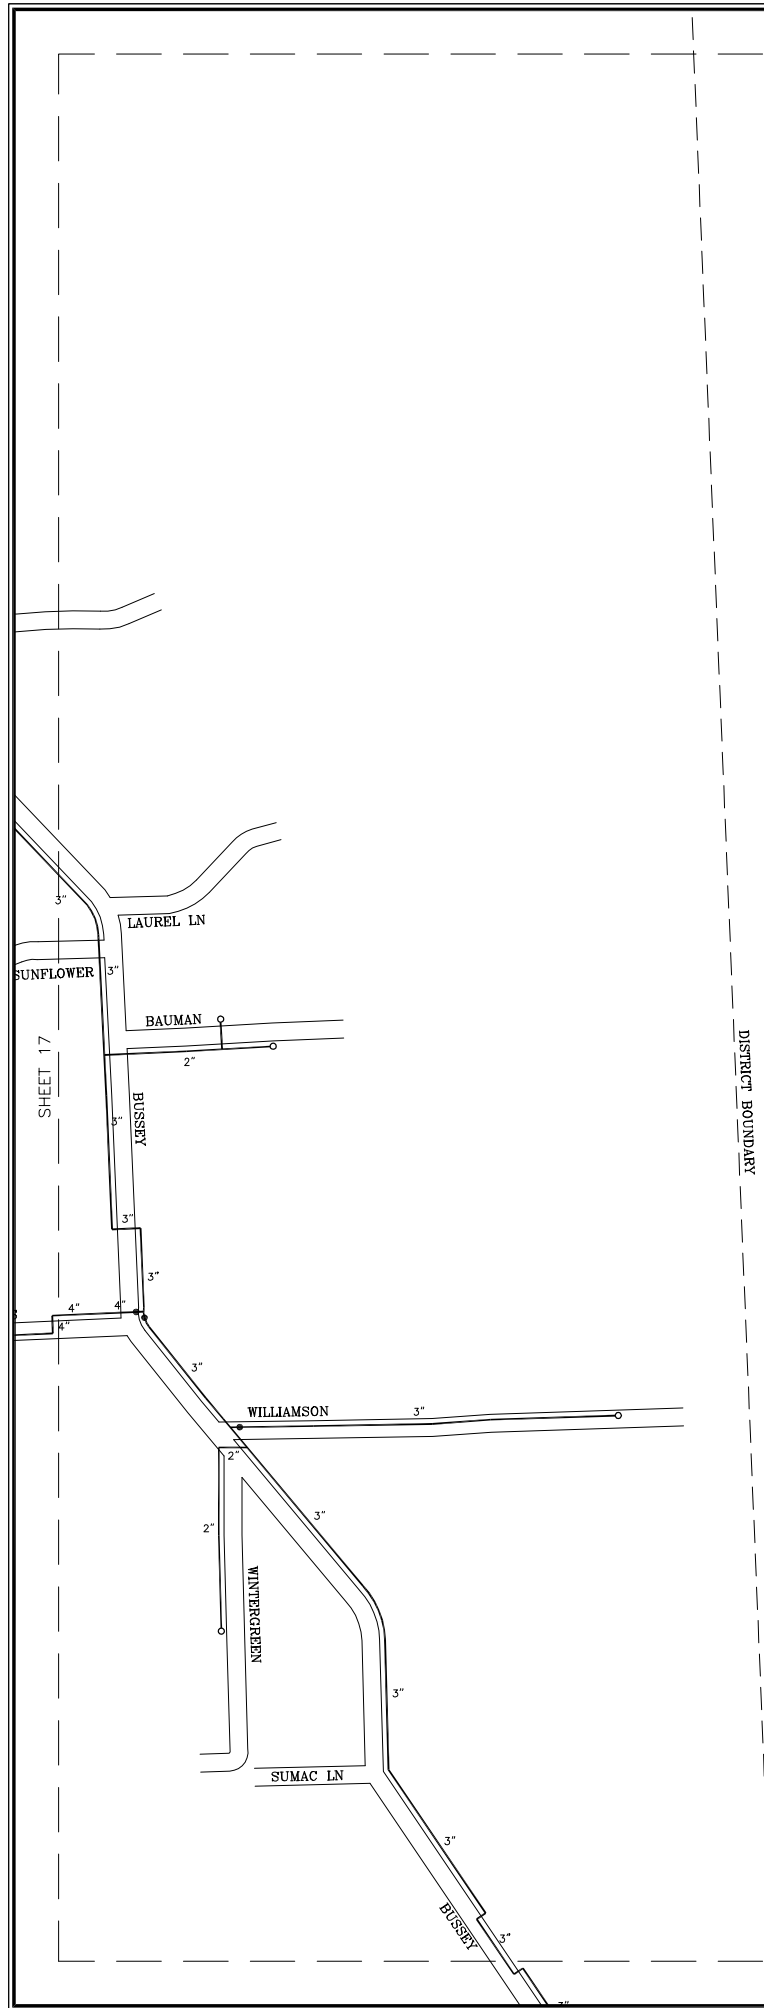 3"
LAUREL LN
SUNFLOWER
3"
BAUMAN
2"
SHEET 17
DISTRICT BOUNDARY
BUSSEY
3"
3"
3"
4"
4"
4"
3"
WILLIAMSON
3"
2"
3"
2"
WINTERGREEN
3"
SUMAC LN
3"
BUSSEY
3"
3"